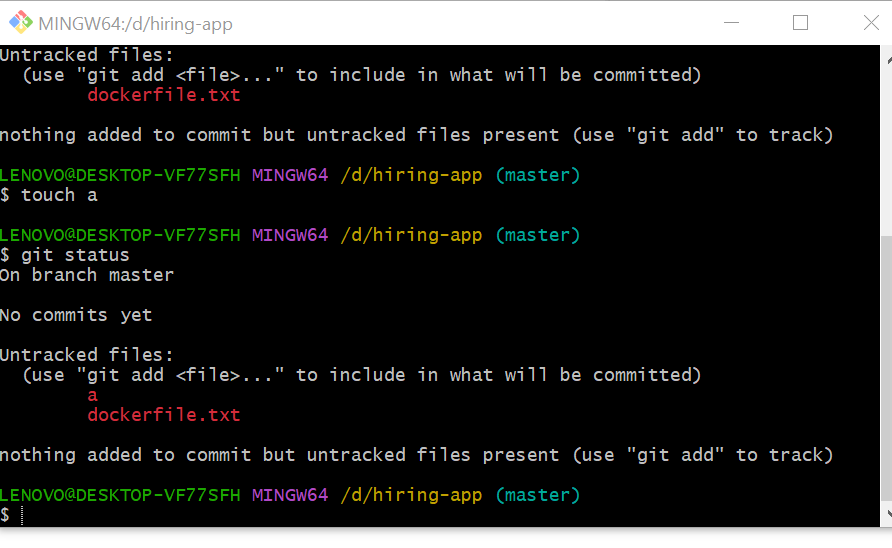 MINGW64:/d/hiring-app
Untracked files:
  (use "git add <file>..." to include in what will be committed)
        dockerfile.txt
nothing added to commit but untracked files present (use "git add" to track)
LENOVO@DESKTOP-VF77SFH MINGW64 /d/hiring-app (master)
$ touch a
LENOVO@DESKTOP-VF77SFH MINGW64 /d/hiring-app (master)
$ git status
On branch master
No commits yet
Untracked files:
  (use "git add <file>..." to include in what will be committed)
        a
        dockerfile.txt
nothing added to commit but untracked files present (use "git add" to track)
LENOVO@DESKTOP-VF77SFH MINGW64 /d/hiring-app (master)
$